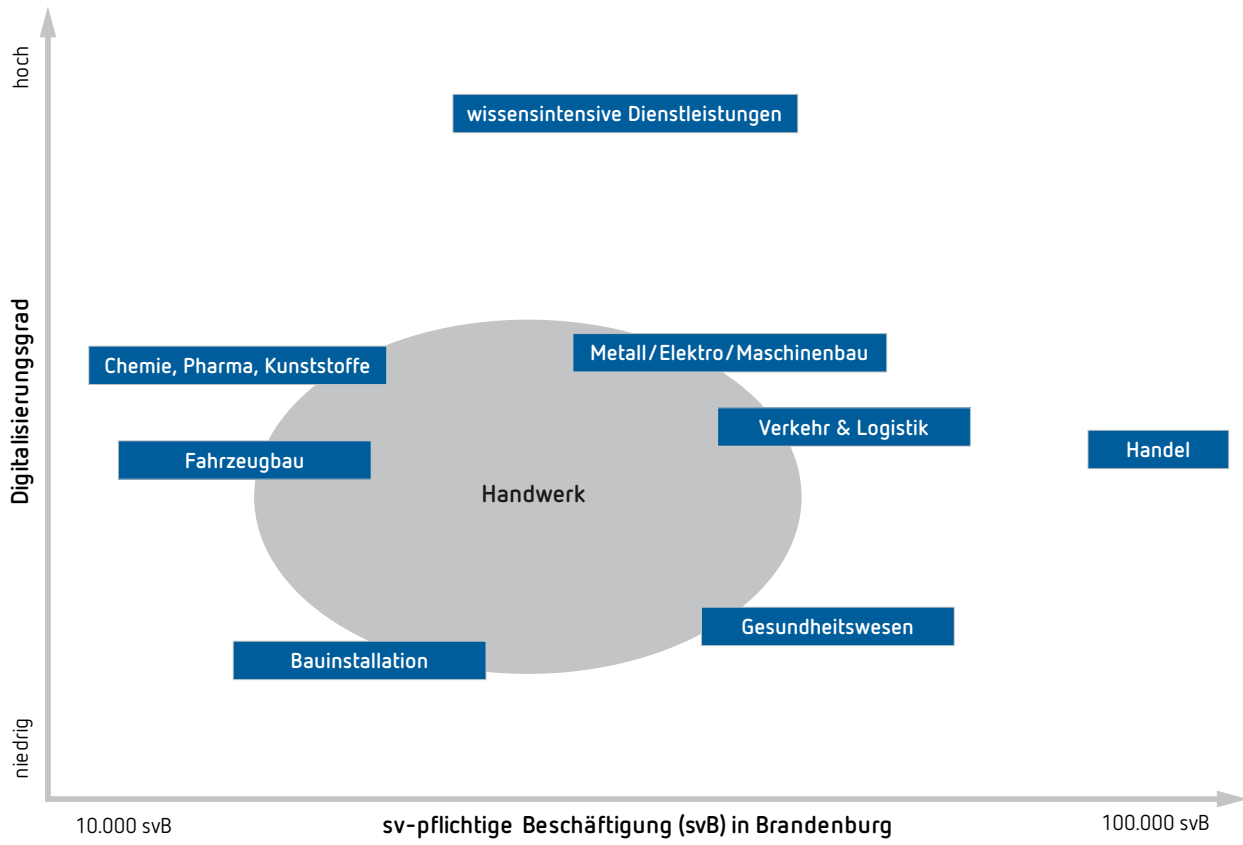 hoch
wissensintensive Dienstleistungen
Digitalisierungsgrad
Metall/Elektro/Maschinenbau
Chemie, Pharma, Kunststoffe
Verkehr & Logistik
Handel
Fahrzeugbau
Handwerk
Gesundheitswesen
Bauinstallation
niedrig
10.000 svB
sv-pflichtige Beschäftigung (svB) in Brandenburg
100.000 svB